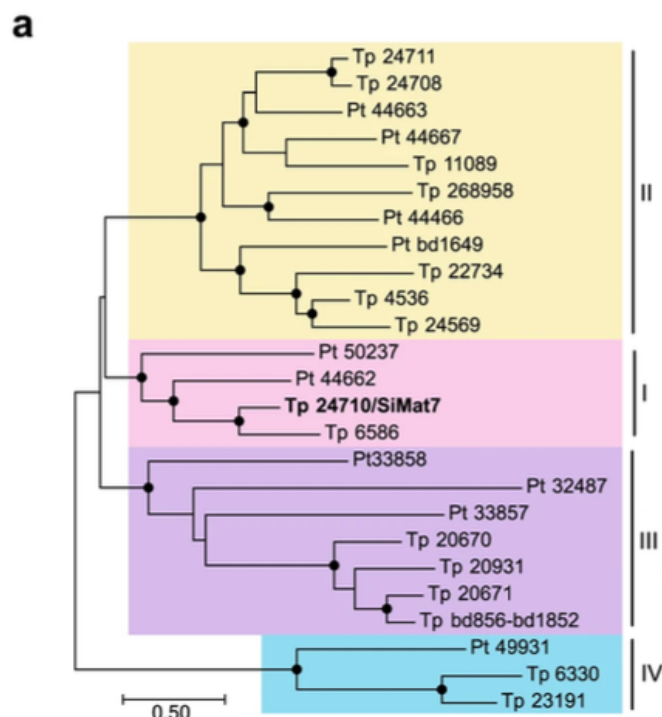 a
Tp 24711
Tp 24708
Pt 44663
Pt 44667
Tp 11089
Tp 268958
Pt 44466
II
Pt bd1649
Tp 22734
Tp 4536
Tp 24569
Pt 50237
Pt 44662
I
Tp 24710/SiMat7
Tp 6586
Pt33858
Pt 32487
Pt 33857
Tp 20670
III
Tp 20931
Tp 20671
Tp bd856-bd1852
Pt 49931
Tp 6330
IV
Tp 23191
0.50